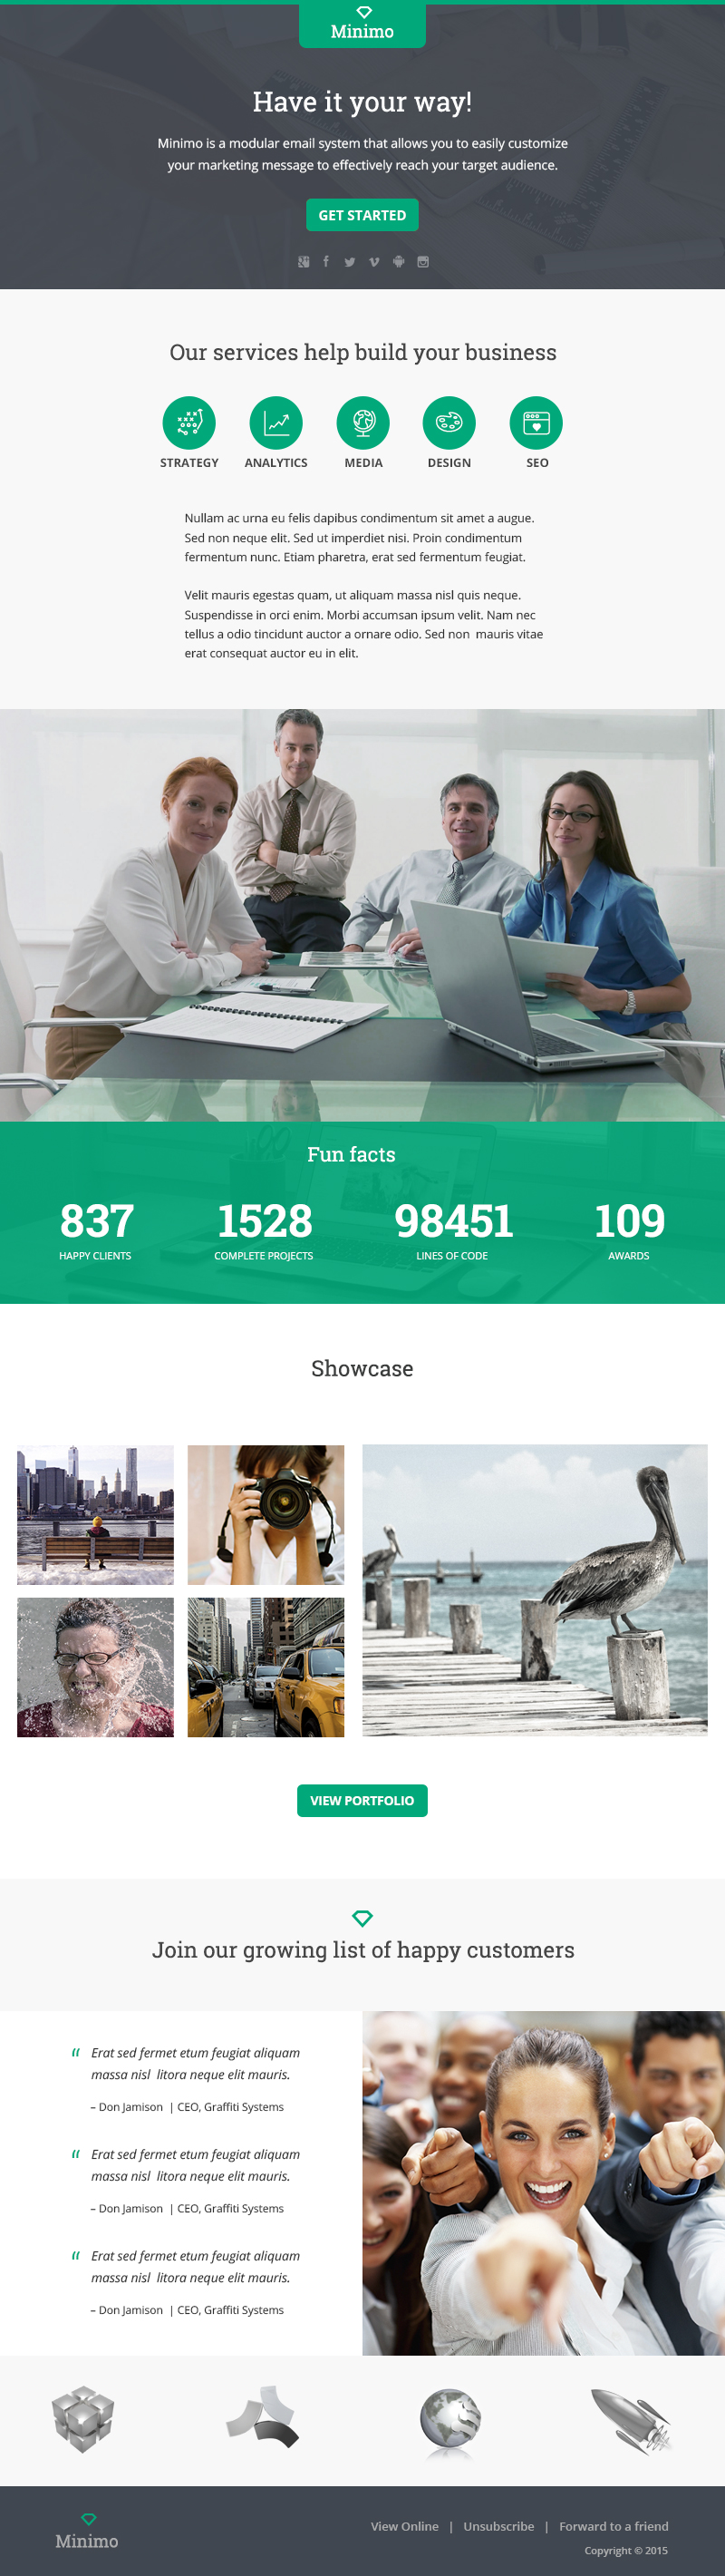 Minimo
Have it your way!
Minimo is a modular email system that allows you to easily customize
your marketing message to effectively reach your target audience.
GET STARTED
Our services help build your business
STRATEGY ANALYTICS MEDIA DESIGN SEO
Nullam ac urna eu felis dapibus condimentum sit amet a augue.
Sed non neque elit. Sed ut imperdiet nisi. Proin condimentum
fermentum nunc. Etiam pharetra, erat sed fermentum feugiat.
Velit mauris egestas quam, ut aliquam massa nisl quis neque.
Suspendisse in orci enim. Morbi accumsan ipsum velit. Nam nec
tellus a odio tincidunt auctor a ornare odio. Sed non  mauris vitae
erat consequat auctor eu in elit.
Fun facts
837 1528 98451 109
HAPPY CLIENTS COMPLETE PROJECTS LINES OF CODE AWARDS
Showcase
VIEW PORTFOLIO
Join our growing list of happy customers
“ Erat sed fermet etum feugiat aliquam
massa nisl  litora neque elit mauris.
– Don Jamison  | CEO, Graffiti Systems
“ Erat sed fermet etum feugiat aliquam
massa nisl  litora neque elit mauris.
– Don Jamison  | CEO, Graffiti Systems
“ Erat sed fermet etum feugiat aliquam
massa nisl  litora neque elit mauris.
– Don Jamison  | CEO, Graffiti Systems
Minimo
View Online | Unsubscribe | Forward to a friend
Copyright © 2015